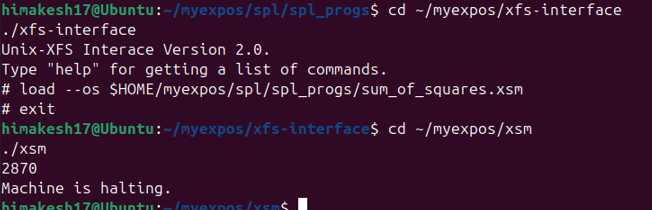 himakesh17@Ubuntu:~/myexpos/spl/spl_progs$ cd ~/myexpos/xfs-interface
./xfs-interface
Unix-XFS Interace Version 2.0.
Type "help" for getting a list of commands.
# load --os $HOME/myexpos/spl/spl_progs/sum_of_squares.xsm
# exit
himakesh17@Ubuntu:~/myexpos/xfs-interface$ cd ~/myexpos/xsm
./xsm
2870
Machine is halting.
himakesh17@Ubuntu:~/myexpos/xsm$